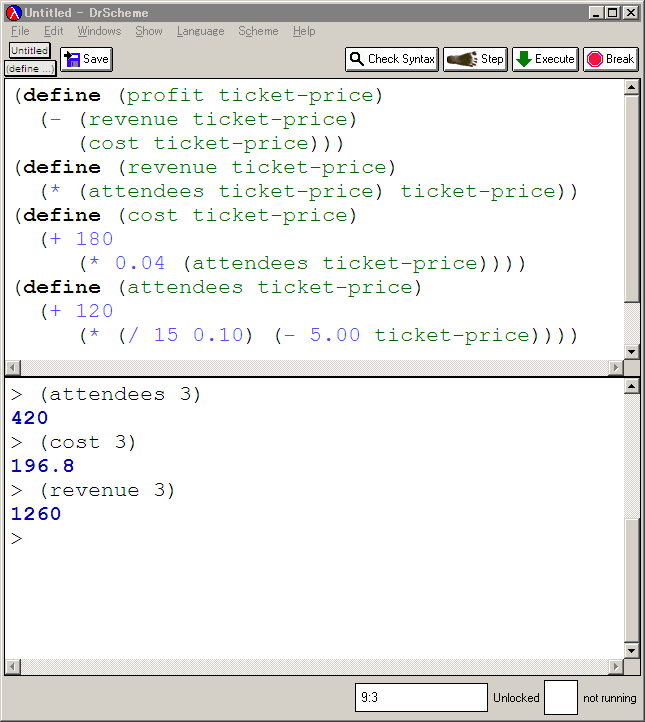 Untitled - DrScheme
File Edit Windows Show Language Scheme Help
Untitled
(define ...) Save Check Syntax Step Execute Break
(define (profit ticket-price)
  (- (revenue ticket-price)
     (cost ticket-price)))
(define (revenue ticket-price)
  (* (attendees ticket-price) ticket-price))
(define (cost ticket-price)
  (+ 180
     (* 0.04 (attendees ticket-price))))
(define (attendees ticket-price)
  (+ 120
     (* (/ 15 0.10) (- 5.00 ticket-price))))
> (attendees 3)
420
> (cost 3)
196.8
> (revenue 3)
1260
>
9:3 Unlocked not running